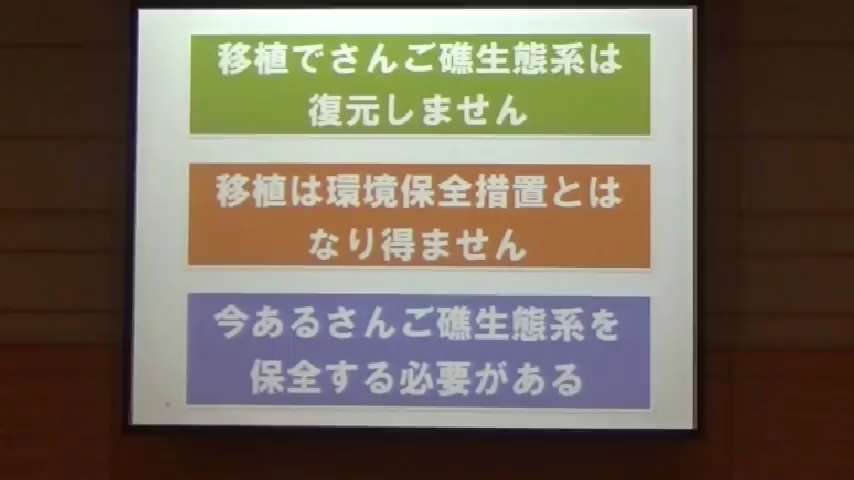 移植でさんご礁生態系は
復元しません
移植は環境保全措置とは
なり得ません
今あるさんご礁生態系を
保全する必要がある